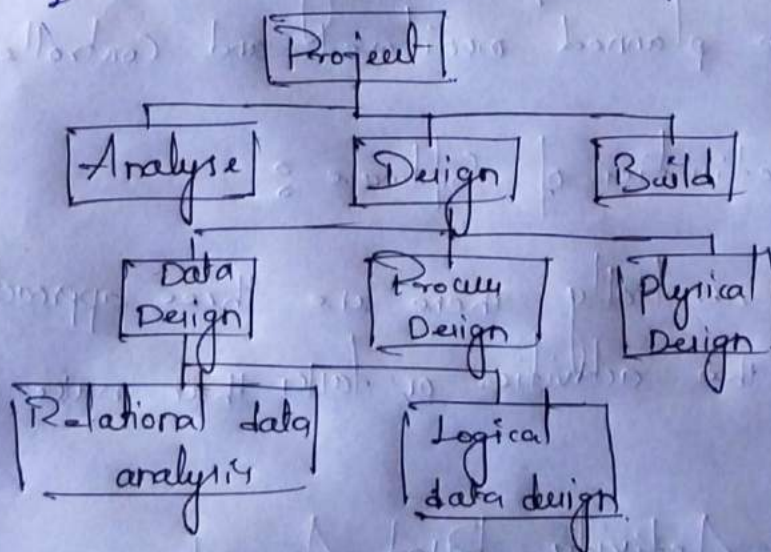 Project
Analyse Design Build
Data Process Physical
Design Design Design
Relational data Logical
analysis data design